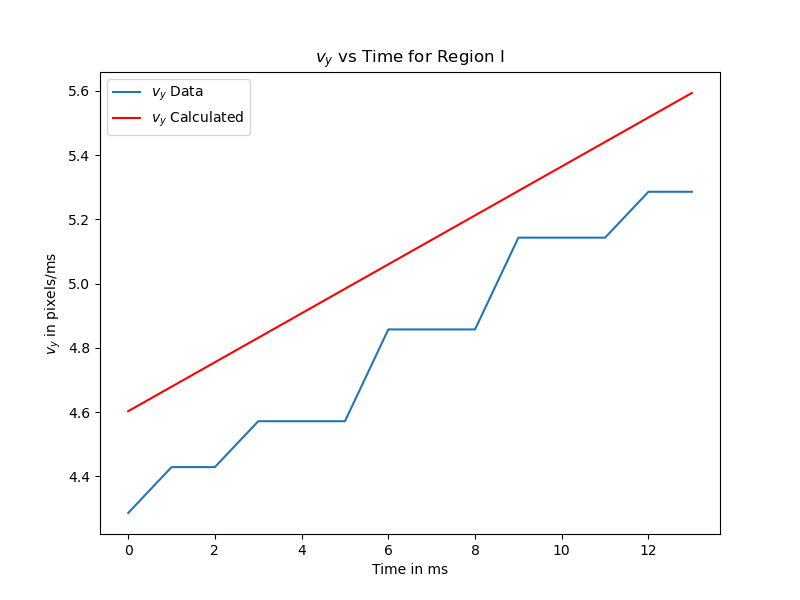 v_y vs Time for Region I
v_y Data
v_y Calculated
5.6
5.4
5.2
5.0
4.8
4.6
4.4
v_y in pixels/ms
0 2 4 6 8 10 12
Time in ms